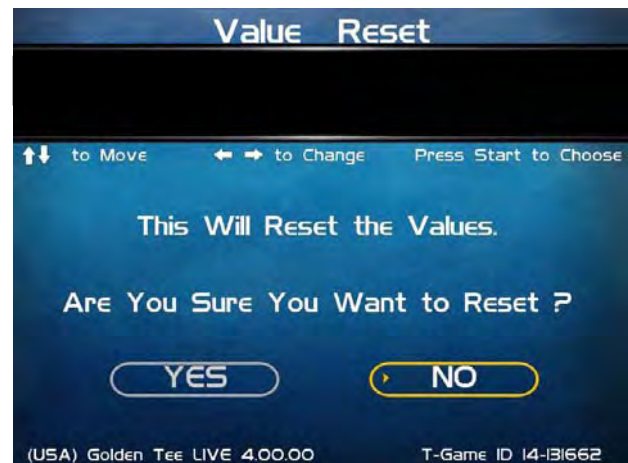 Value Reset
to Move to Change Press Start to Choose
This Will Reset the Values.
Are You Sure You Want to Reset ?
YES NO
(USA) Golden Tee LIVE 4.00.00 T-Game ID 14-131662